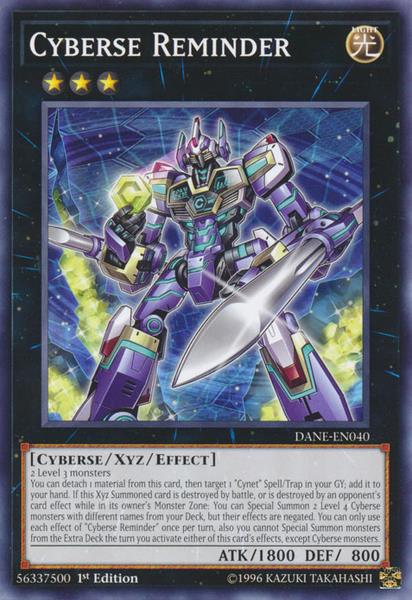 CYBERSE REMINDER
LIGHT
光
DANE-EN040
[CYBERSE/XYZ/EFFECT]
2 Level 3 monsters
You can detach 1 material from this card, then target 1 "Cynet" Spell/Trap in your GY; add it to
your hand. If this Xyz Summoned card is destroyed by battle, or is destroyed by an opponent's
card effect while in its owner's Monster Zone: You can Special Summon 2 Level 4 Cyberse
monsters with different names from your Deck, but their effects are negated. You can only use
each effect of "Cyberse Reminder" once per turn, also you cannot Special Summon monsters
from the Extra Deck the turn you activate either of this card's effects, except Cyberse monsters.
ATK/1800 DEF/ 800
56337500 1st Edition ©1996 KAZUKI TAKAHASHI